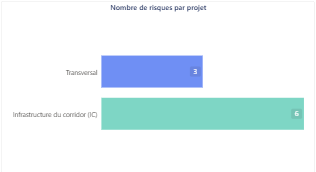 Nombre de risques par projet
Transversal
3
Infrastructure du corridor (IC)
6